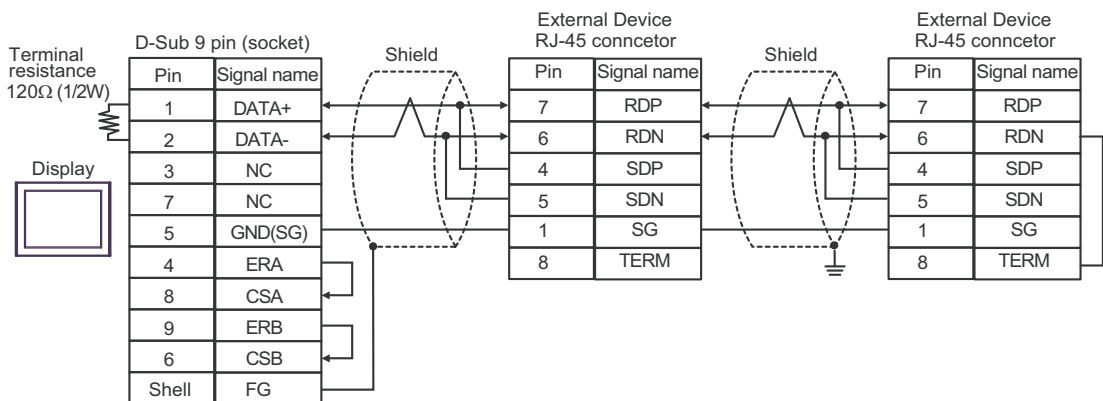 Terminal
resistance
120Ω (1/2W)
Display
D-Sub 9 pin (socket)
Pin Signal name
1 DATA+
2 DATA-
3 NC
7 NC
5 GND(SG)
4 ERA
8 CSA
9 ERB
6 CSB
Shell FG
Shield
External Device
RJ-45 conncetor
Pin Signal name
7 RDP
6 RDN
4 SDP
5 SDN
1 SG
8 TERM
Shield
External Device
RJ-45 conncetor
Pin Signal name
7 RDP
6 RDN
4 SDP
5 SDN
1 SG
8 TERM